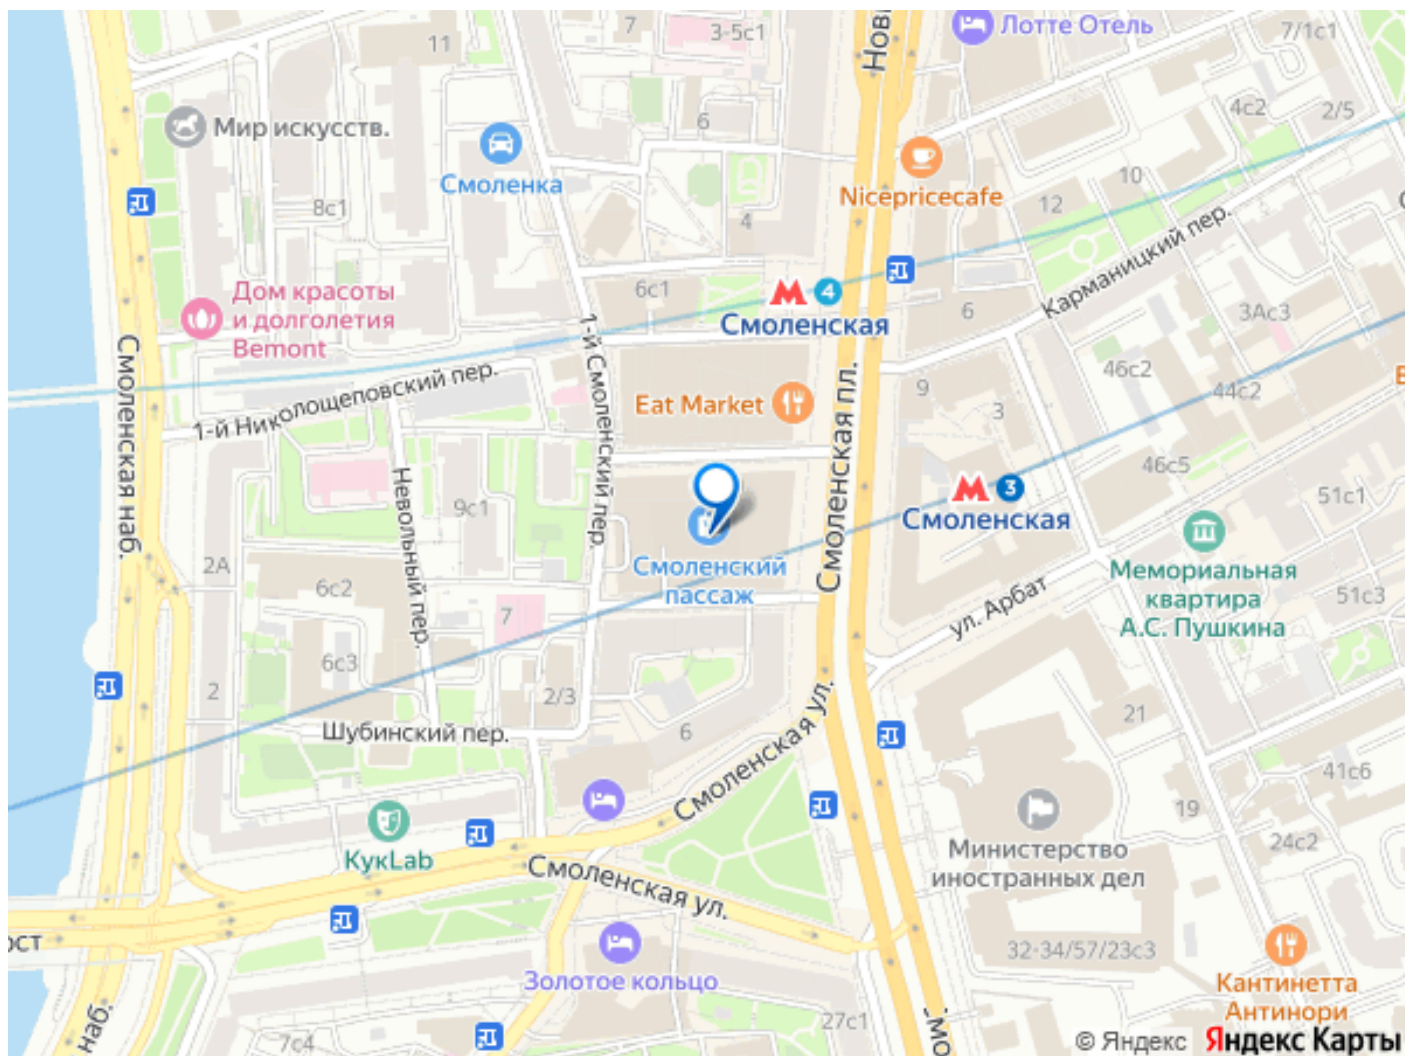 Лотте Отель
7/1с1
7
3-5с1
11
Нов
4с2
2/5
Мир искусств.
6
Смоленка
Nicepricecafe
10
12
8с1
4
Карманицкий пер.
6с1
4
Смоленская
6
3Ас3
Дом красоты
и долголетия
Bemont
1-й Смоленский пер.
Смоленская наб.
1-й Николощеповский пер.
Eat Market
Смоленская пл.
9
3
46с2
44с2
46с5
51с1
Невольный пер.
9с1
3
Смоленская
Смоленский
пассаж
2А
6с2
7
Мемориальная
квартира
А.С. Пушкина
51с3
ул. Арбат
6с3
2
2/3
Шубинский пер.
6
Смоленская ул.
21
41с6
19
24с2
КукLab
Министерство
иностранных дел
Смоленская ул.
ост
32-34/57/23с3
Золотое кольцо
Кантинетта
Антинори
27с1
7с4
наб.
мо
© Яндекс Яндекс Карты